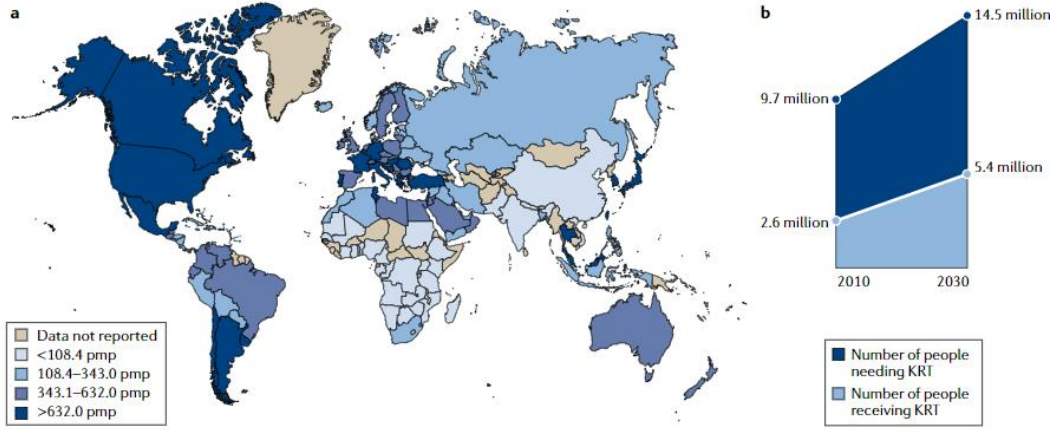 a
Data not reported
<108.4 pmp
108.4–343.0 pmp
343.1–632.0 pmp
>632.0 pmp
b
14.5 million
9.7 million
5.4 million
2.6 million
2010
2030
Number of people
needing KRT
Number of people
receiving KRT